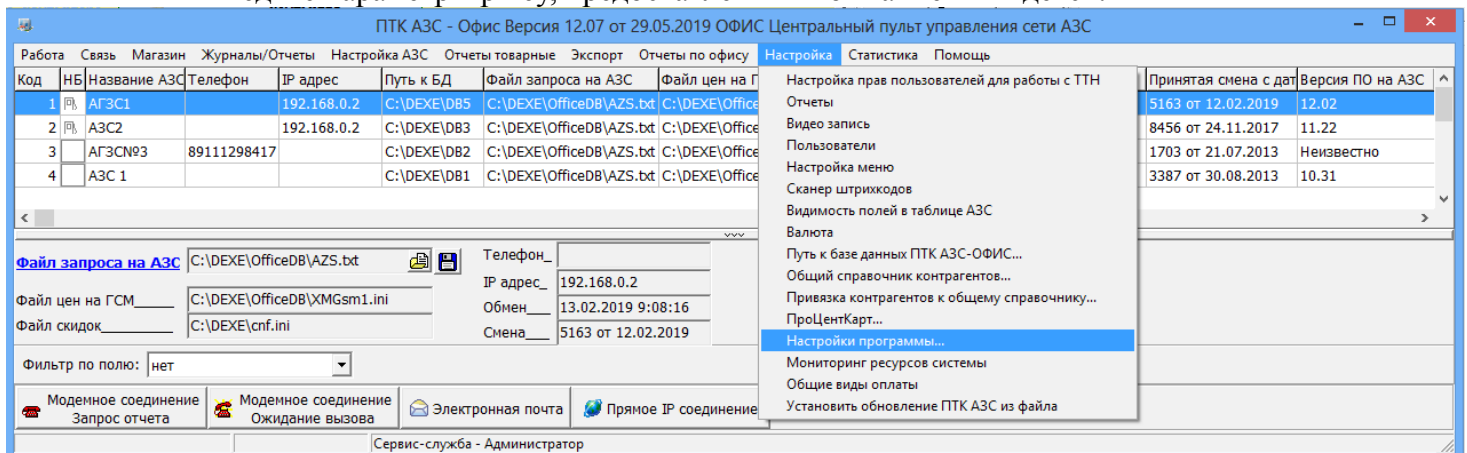 ПТК АЗС - Офис Версия 12.07 от 29.05.2019 ОФИС Центральный пульт управления сети АЗС
Работа Связь Магазин Журналы/Отчеты Настройка АЗС Отчеты товарные Экспорт Отчеты по офису Настройка Статистика Помощь
Код НБ Название АЗС Телефон IP адрес Путь к БД Файл запроса на АЗС Файл цен на Г Принятая смена с дат Версия ПО на АЗС
1 АГЗС1 192.168.0.2 C:\DEXE\DB5 C:\DEXE\OfficeDB\AZS.txt C:\DEXE\Office 5163 от 12.02.2019 12.02
2 АЗС2 192.168.0.2 C:\DEXE\DB3 C:\DEXE\OfficeDB\AZS.txt C:\DEXE\Office 8456 от 24.11.2017 11.22
3 АГЗС№3 89111298417 C:\DEXE\DB2 C:\DEXE\OfficeDB\AZS.txt C:\DEXE\Office 1703 от 21.07.2013 Неизвестно
4 АЗС 1 C:\DEXE\DB1 C:\DEXE\OfficeDB\AZS.txt C:\DEXE\Office 3387 от 30.08.2013 10.31
Настройка прав пользователей для работы с ТТН
Отчеты
Видео запись
Пользователи
Настройка меню
Сканер штрихкодов
Видимость полей в таблице АЗС
Валюта
Путь к базе данных ПТК АЗС-ОФИС...
Общий справочник контрагентов...
Привязка контрагентов к общему справочнику...
ПроЦентКарт...
Настройки программы...
Мониторинг ресурсов системы
Общие виды оплаты
Установить обновление ПТК АЗС из файла
Файл запроса на АЗС C:\DEXE\OfficeDB\AZS.txt
Файл цен на ГСМ______ C:\DEXE\OfficeDB\XMGsm1.ini
Файл скидок__________ C:\DEXE\cnf.ini
Телефон_
IP адрес_ 192.168.0.2
Обмен___ 13.02.2019 9:08:16
Смена___ 5163 от 12.02.2019
Фильтр по полю: нет
Модемное соединение Запрос отчета
Модемное соединение Ожидание вызова
Электронная почта
Прямое IP соединение
Сервис-служба - Администратор